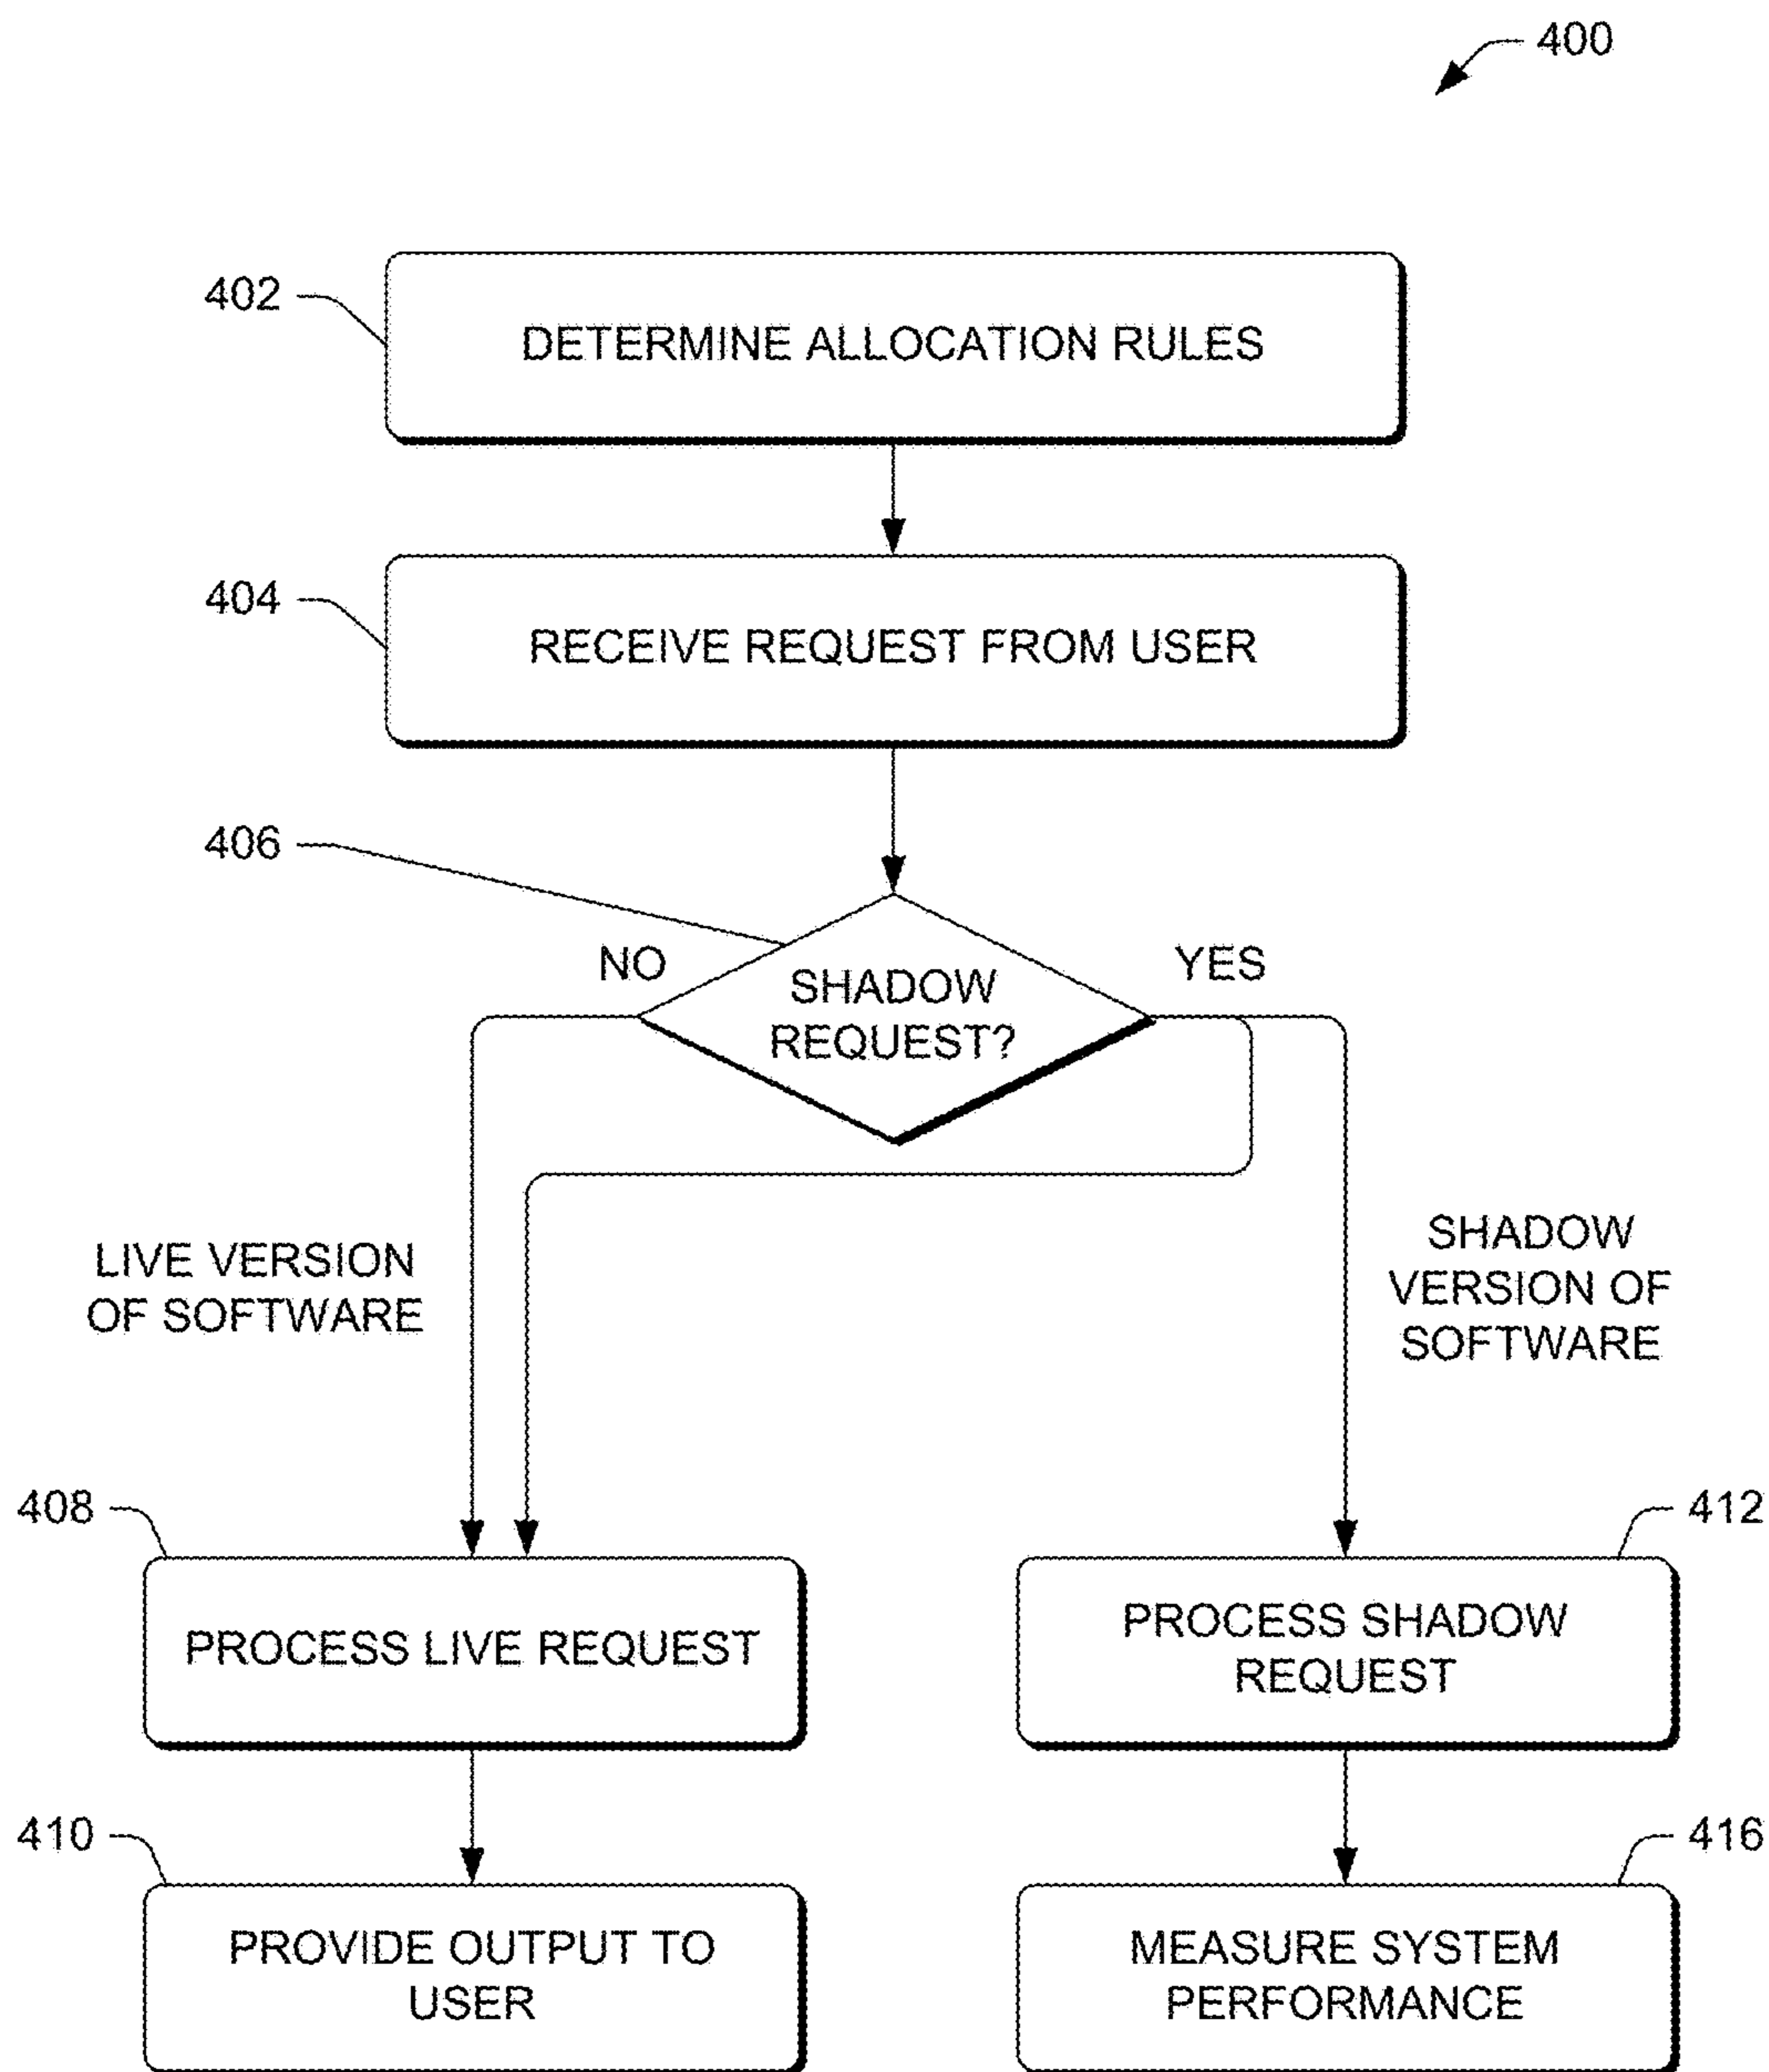 400
402
DETERMINE ALLOCATION RULES
404
RECEIVE REQUEST FROM USER
406
NO
YES
SHADOW
REQUEST?
LIVE VERSION
OF SOFTWARE
SHADOW
VERSION OF
SOFTWARE
408
PROCESS LIVE REQUEST
412
PROCESS SHADOW
REQUEST
410
PROVIDE OUTPUT TO
USER
416
MEASURE SYSTEM
PERFORMANCE